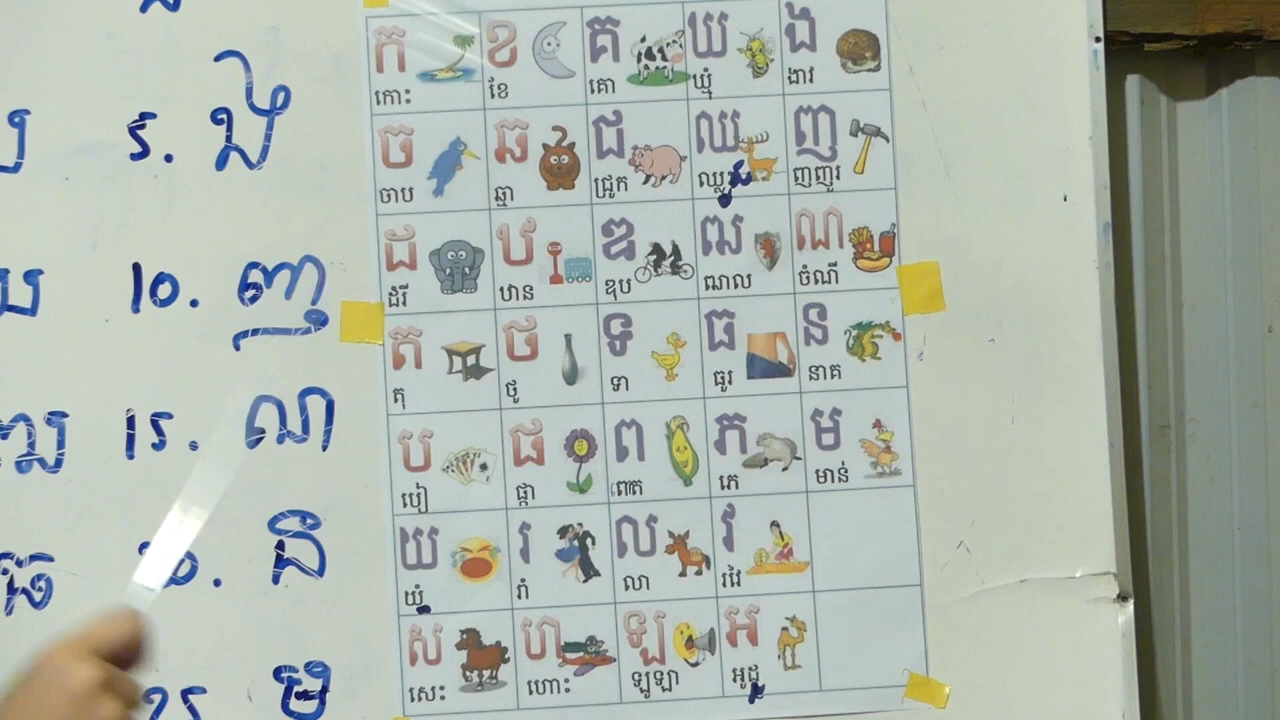 ក ខ គ ឃ ង
កោះ ខែ គោ ឃ្មុំ ងាវ
ច ឆ ជ ឈ ញ
ចាប ឆ្មា ជ្រូក ញញួរ
ដ ឋ ឌ ឍ ណ
ដំរី ឋាន ឌុប ឍាល ចំណី
ត ថ ទ ធ ន
តុ ថូ ទា ធូរ នាគ
ប ផ ព ភ ម
បៀ ផ្កា ពោត ភេ មាន់
យ រ ល វ
យំ រាំ លា រវៃ
ស ហ ឡ អ
សេះ ហោះ ឡូឡា អូដ្ឋ
៥. ង
១០. ញ
១៥. ណ
ន
ម